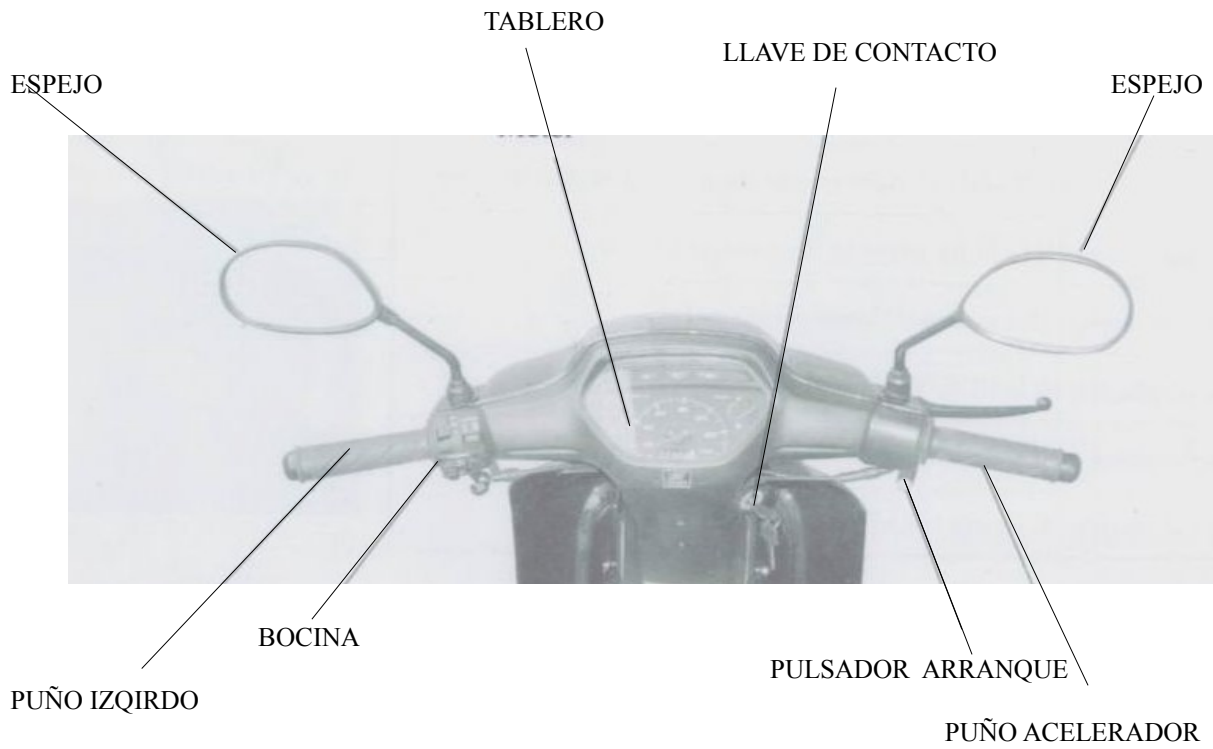 TABLERO
LLAVE DE CONTACTO
ESPEJO
ESPEJO
BOCINA
PULSADOR ARRANQUE
PUÑO IZQIRDO
PUÑO ACELERADOR